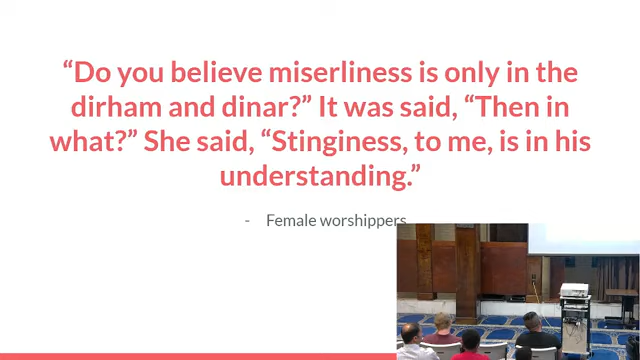 “Do you believe miserliness is only in the
dirham and dinar?” It was said, “Then in
what?” She said, “Stinginess, to me, is in his
understanding.”
- Female worshippers